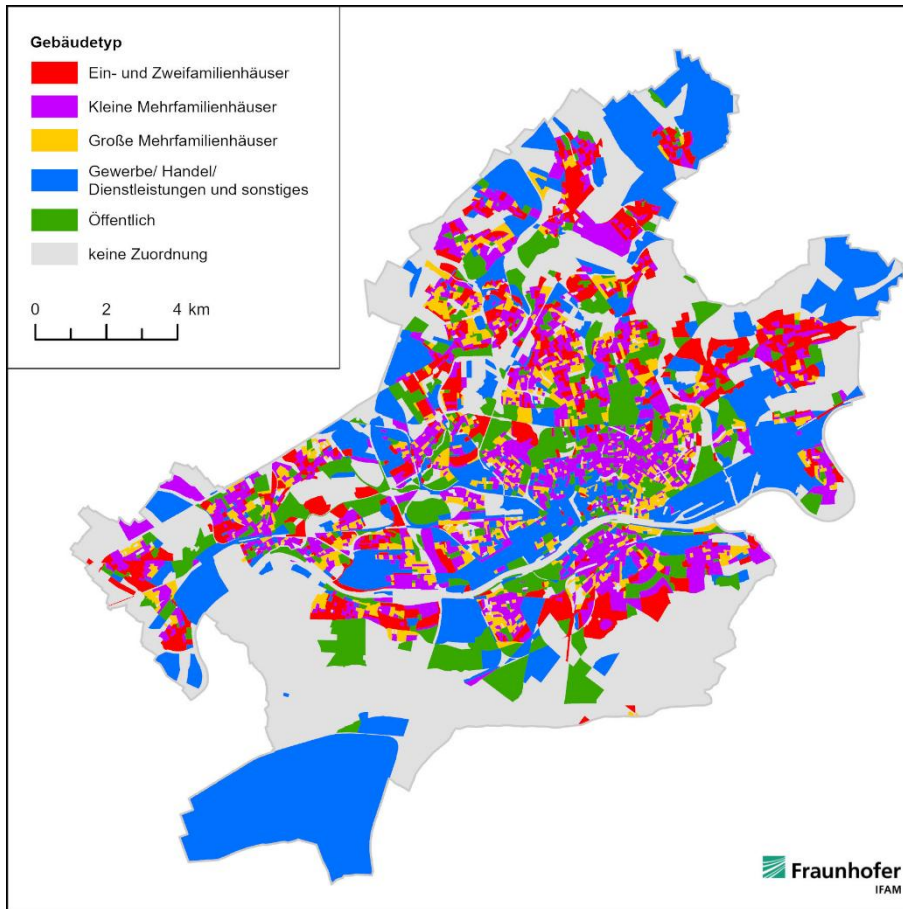 Gebäudetyp
Ein- und Zweifamilienhäuser
Kleine Mehrfamilienhäuser
Große Mehrfamilienhäuser
Gewerbe/ Handel/
Dienstleistungen und sonstiges
Öffentlich
keine Zuordnung
0 2 4 km
Fraunhofer
IFAM